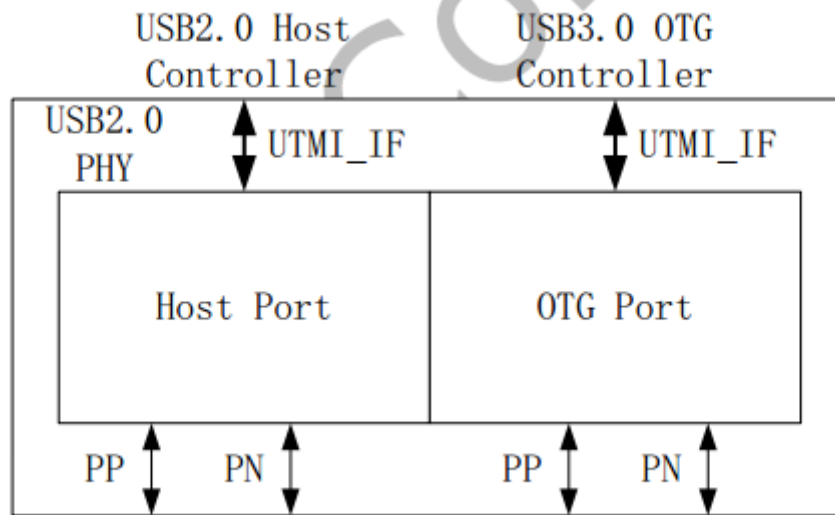 USB2.0 Host
Controller
USB3.0 OTG
Controller
USB2.0
PHY
UTMI_IF
UTMI_IF
Host Port
OTG Port
PP
PN
PP
PN